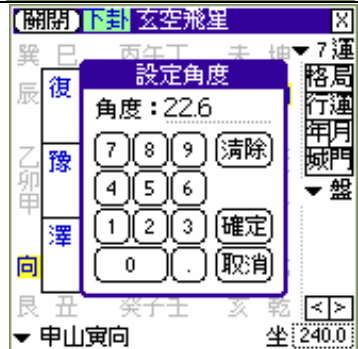 開關 下卦 玄空飛星 X
巽 巳 丙午丁 未 坤 ▼ 7 運
設定角度
格局
辰 復
角度：22.6
行運
年月
乙 豫 7 8 9 清除 城門
卯 4 5 6 ▼ 盤
甲
澤 1 2 3 確定
向 0 . 取消
艮 丑 癸子壬 亥 乾 < >
▼ 申山寅向 坐 240.0